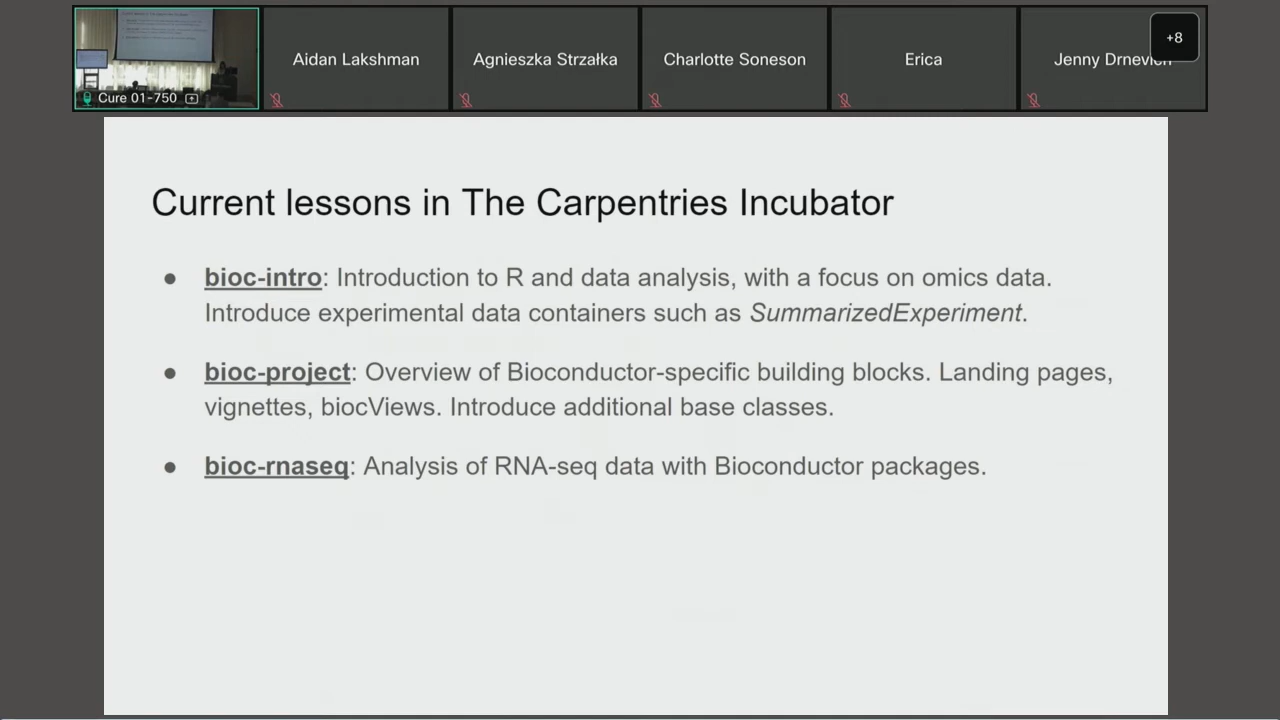 Cure 01-750
Aidan Lakshman
Agnieszka Strzałka
Charlotte Soneson
Erica
Jenny Drnevich
+8
Current lessons in The Carpentries Incubator
● bioc-intro: Introduction to R and data analysis, with a focus on omics data.
Introduce experimental data containers such as SummarizedExperiment.
● bioc-project: Overview of Bioconductor-specific building blocks. Landing pages,
vignettes, biocViews. Introduce additional base classes.
● bioc-rnaseq: Analysis of RNA-seq data with Bioconductor packages.